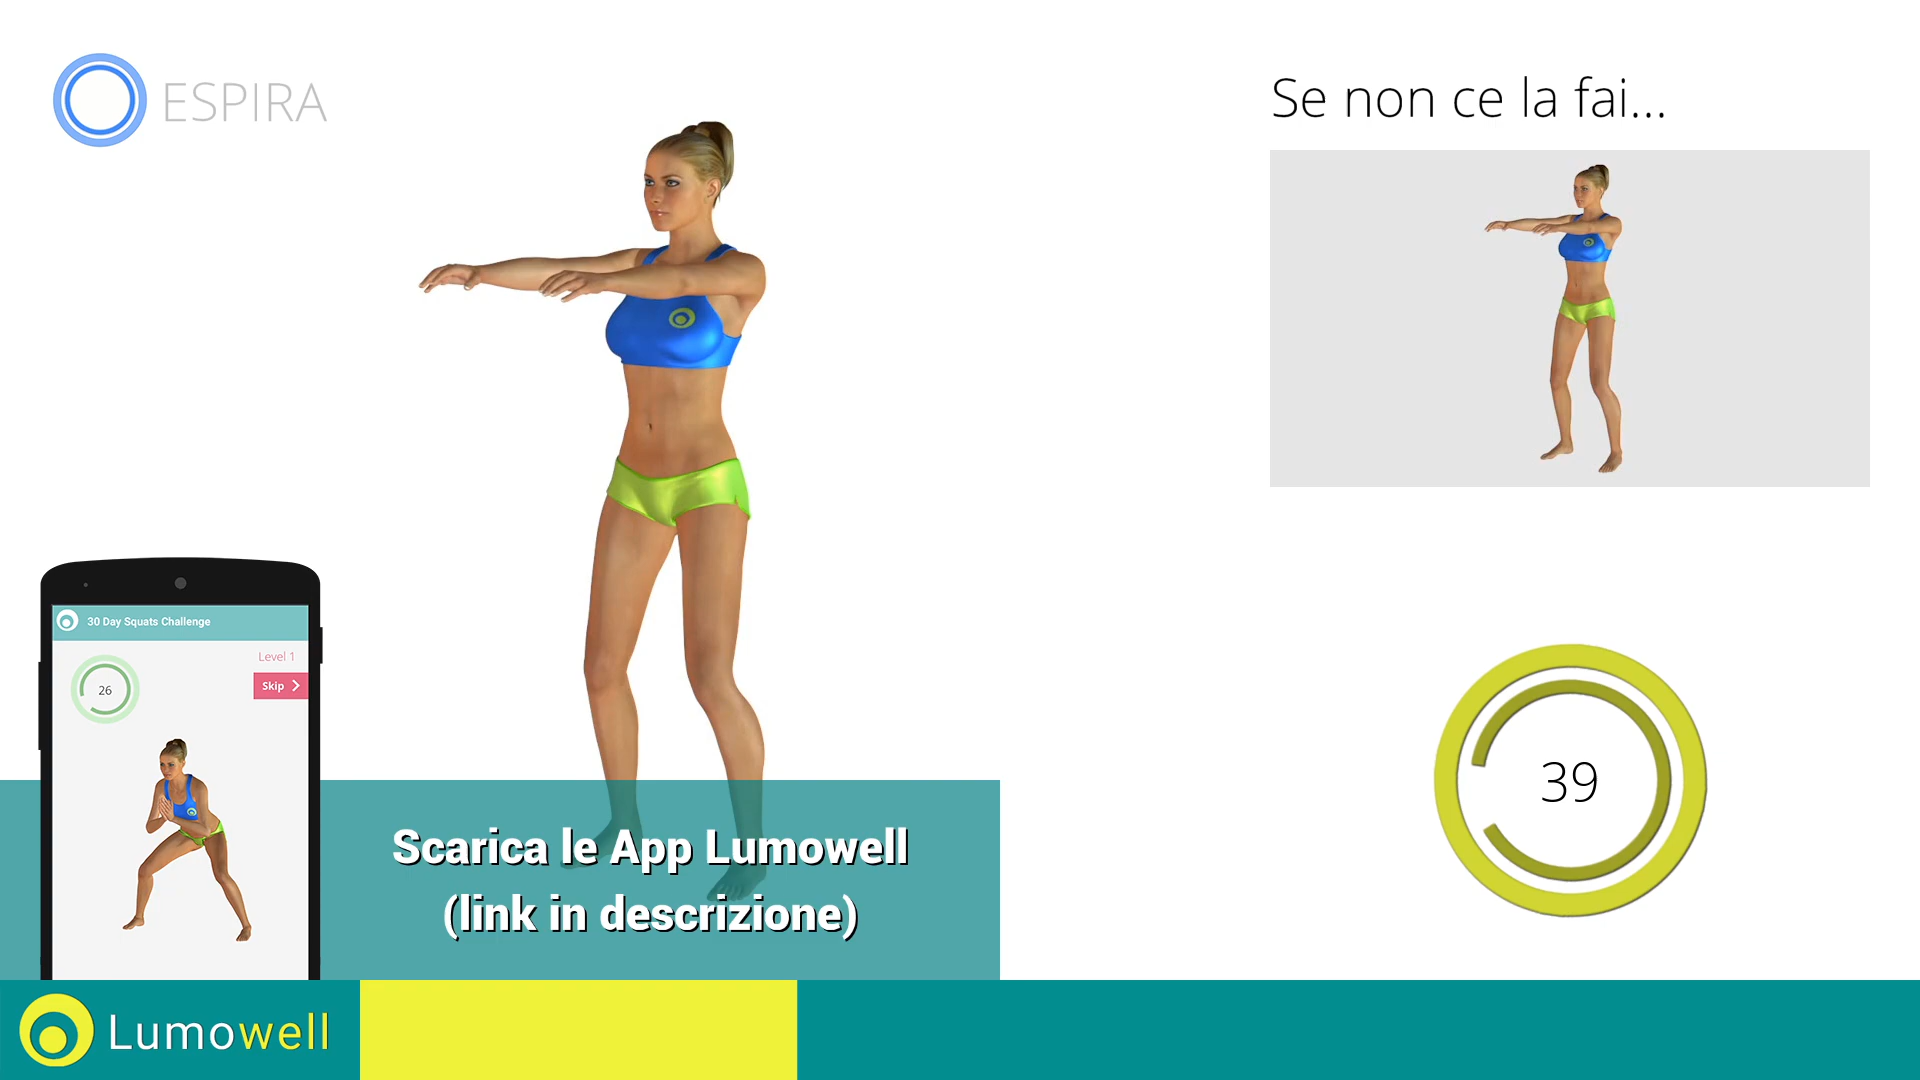 ESPIRA
Se non ce la fai...
30 Day Squats Challenge
Level 1
26
Skip
39
Scarica le App Lumowell
(link in descrizione)
Lumowell